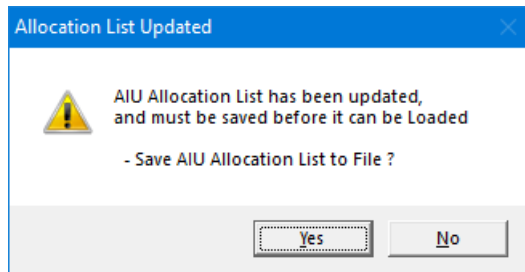 Allocation List Updated
AIU Allocation List has been updated,
and must be saved before it can be Loaded
- Save AIU Allocation List to File ?
Yes
No